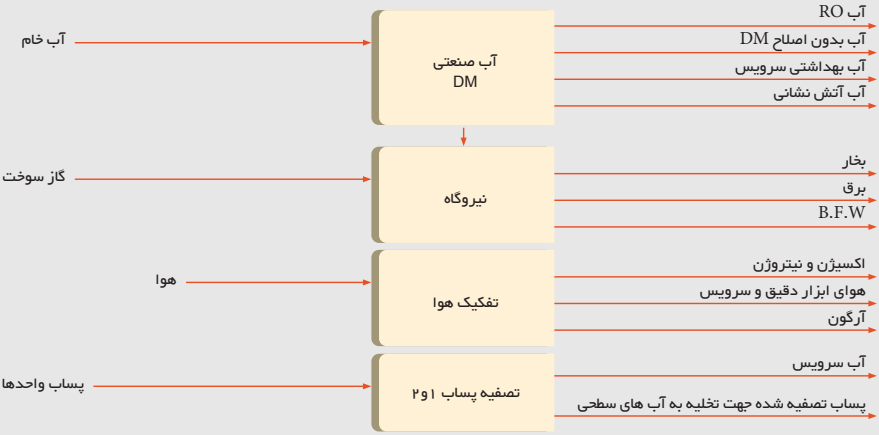 آب خام
آب صنعتی
DM
آب RO
آب بدون اصلاح DM
آب بهداشتی سرویس
آب آتش نشانی
گاز سوخت
نیروگاه
بخار
برق
B.F.W
هوا
تفکیک هوا
اکسیژن و نیتروژن
هوای ابزار دقیق و سرویس
آرگون
پساب واحدها
تصفیه پساب ۱و۲
آب سرویس
پساب تصفیه شده جهت تخلیه به آب های سطحی